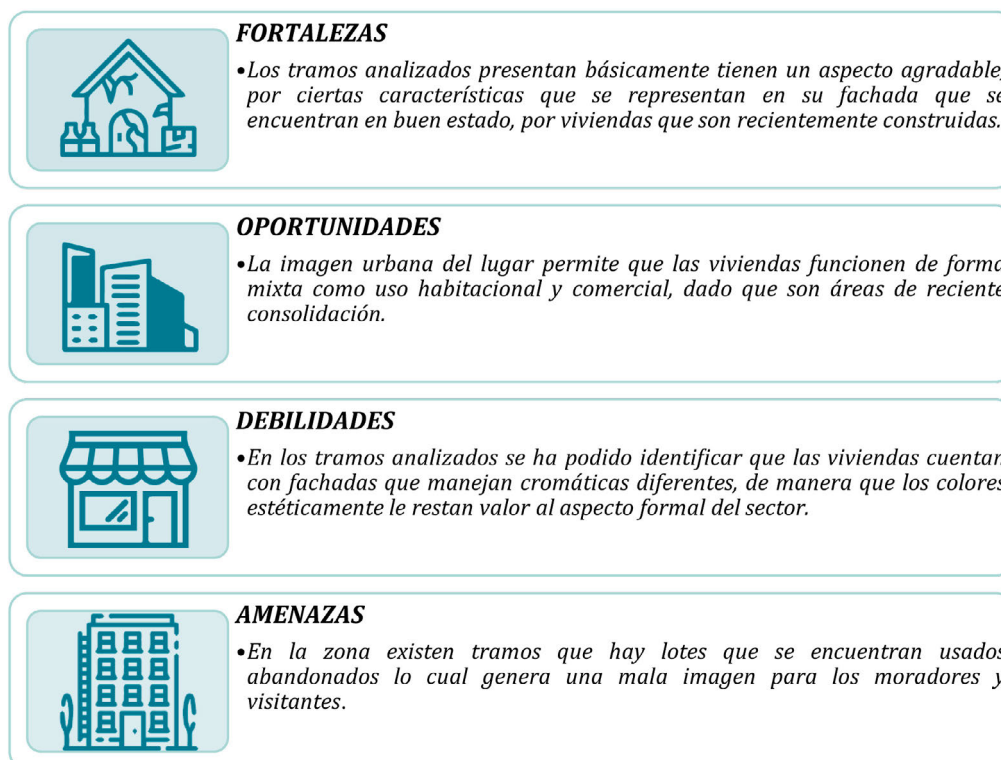 FORTALEZAS
•Los tramos analizados presentan básicamente tienen un aspecto agradable,
por ciertas características que se representan en su fachada que se
encuentran en buen estado, por viviendas que son recientemente construidas.
OPORTUNIDADES
•La imagen urbana del lugar permite que las viviendas funcionen de forma
mixta como uso habitacional y comercial, dado que son áreas de reciente
consolidación.
DEBILIDADES
•En los tramos analizados se ha podido identificar que las viviendas cuentan
con fachadas que manejan cromáticas diferentes, de manera que los colores
estéticamente le restan valor al aspecto formal del sector.
AMENAZAS
•En la zona existen tramos que hay lotes que se encuentran usados
abandonados lo cual genera una mala imagen para los moradores y
visitantes.